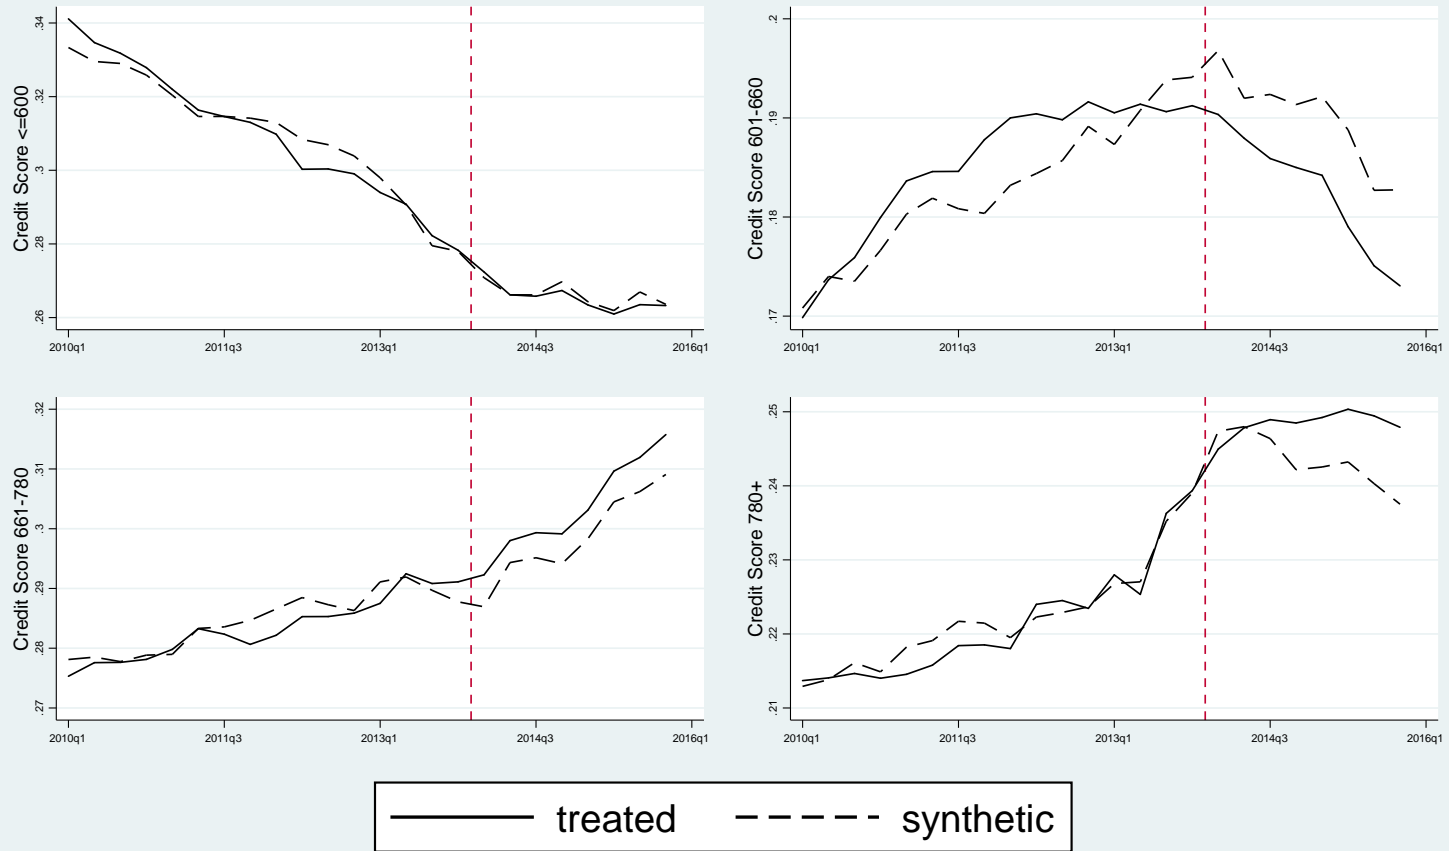 Credit Score <=600
.34
.32
.3
.28
.26
2010q1 2011q3 2013q1 2014q3 2016q1
Credit Score 601-660
.2
.19
.18
.17
2010q1 2011q3 2013q1 2014q3 2016q1
Credit Score 661-780
.32
.31
.3
.29
.28
.27
2010q1 2011q3 2013q1 2014q3 2016q1
Credit Score 780+
.25
.24
.23
.22
.21
2010q1 2011q3 2013q1 2014q3 2016q1
treated synthetic